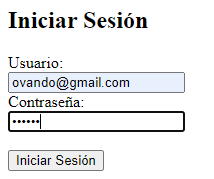 Iniciar Sesión
Usuario:
ovando@gmail.com
Contraseña:
••••••
Iniciar Sesión